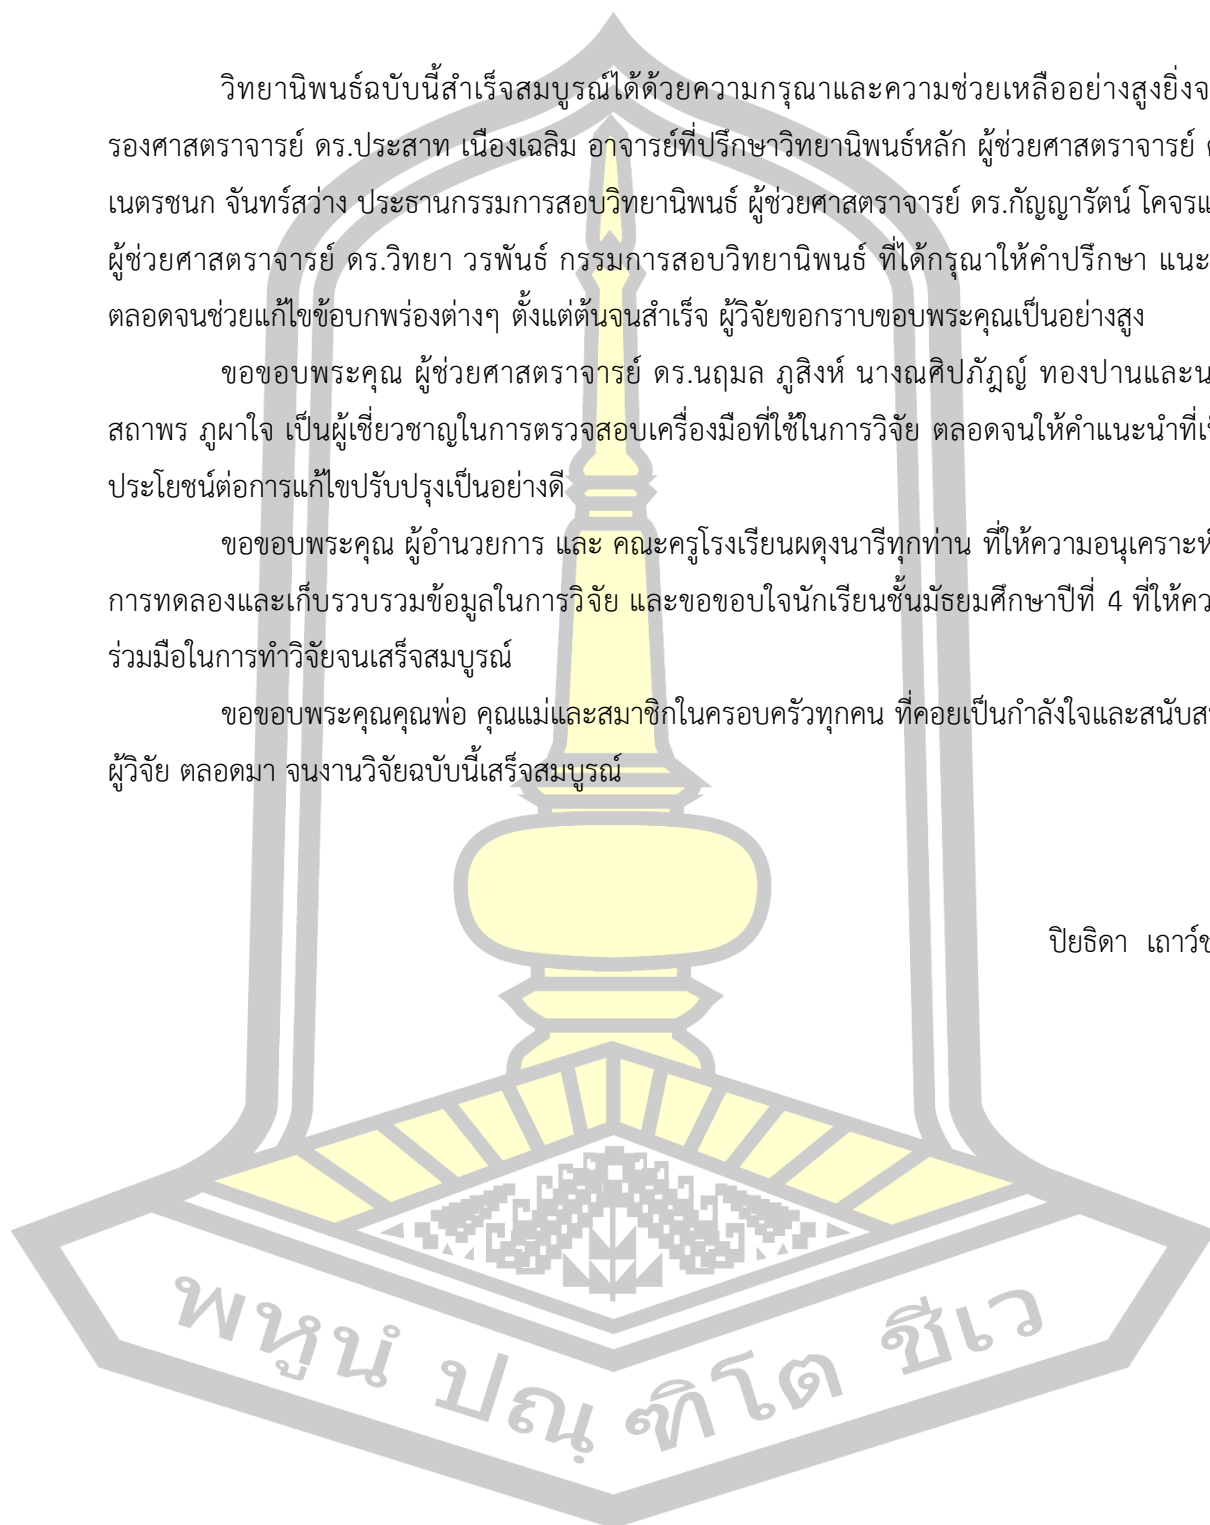 วิทยานิพนธ์ฉบับนี้สำเร็จสมบูรณ์ได้ด้วยความกรุณาและความช่วยเหลืออย่างสูงยิ่งจ
รองศาสตราจารย์ ดร.ประสาท เนืองเฉลิม อาจารย์ที่ปรึกษาวิทยานิพนธ์หลัก ผู้ช่วยศาสตราจารย์
เนตรชนก จันทร์สว่าง ประธานกรรมการสอบวิทยานิพนธ์ ผู้ช่วยศาสตราจารย์ ดร.กัญญารัตน์ โคจรแ
ผู้ช่วยศาสตราจารย์ ดร.วิทยา วรพันธ์ กรรมการสอบวิทยานิพนธ์ ที่ได้กรุณาให้คำปรึกษา แนะ
ตลอดจนช่วยแก้ไขข้อบกพร่องต่างๆ ตั้งแต่ต้นจนสำเร็จ ผู้วิจัยขอกราบขอบพระคุณเป็นอย่างสูง
ขอขอบพระคุณ ผู้ช่วยศาสตราจารย์ ดร.นฤมล ภูสิงห์ นางณศิปภัฎญ์ ทองปานและน
สถาพร ภูผาใจ เป็นผู้เชี่ยวชาญในการตรวจสอบเครื่องมือที่ใช้ในการวิจัย ตลอดจนให้คำแนะนำที่เ
ประโยชน์ต่อการแก้ไขปรับปรุงเป็นอย่างดี
ขอขอบพระคุณ ผู้อำนวยการ และ คณะครูโรงเรียนผดุงนารีทุกท่าน ที่ให้ความอนุเคราะห์
การทดลองและเก็บรวบรวมข้อมูลในการวิจัย และขอขอบใจนักเรียนชั้นมัธยมศึกษาปีที่ 4 ที่ให้คว
ร่วมมือในการทำวิจัยจนเสร็จสมบูรณ์
ขอขอบพระคุณคุณพ่อ คุณแม่และสมาชิกในครอบครัวทุกคน ที่คอยเป็นกำลังใจและสนับส
ผู้วิจัย ตลอดมา จนงานวิจัยฉบับนี้เสร็จสมบูรณ์
ปิยธิดา เถาว์ช
พหูนํ ปณฺฑิโต ชีเว